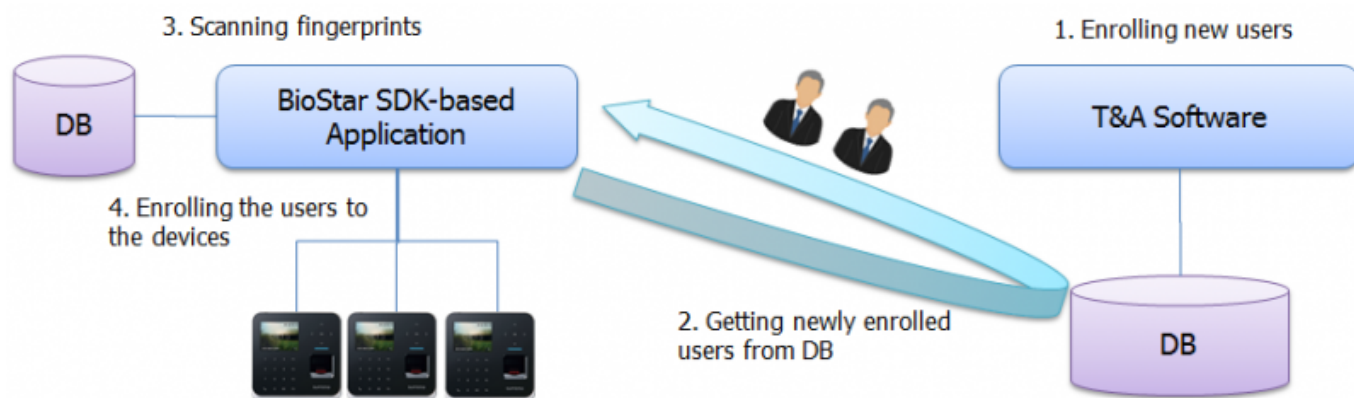 3. Scanning fingerprints
1. Enrolling new users
DB
BioStar SDK-based
Application
T&A Software
4. Enrolling the users to
the devices
2. Getting newly enrolled
users from DB
DB